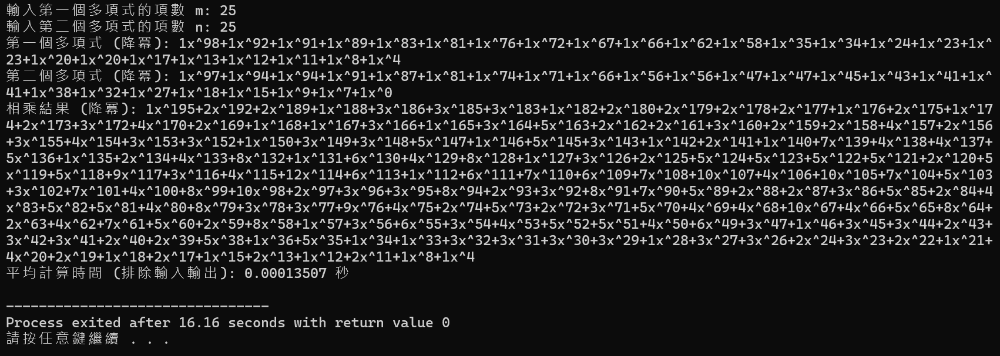 輸入第一個多項式的項數 m: 25
輸入第二個多項式的項數 n: 25
第一個多項式 (降冪): 1x^98+1x^92+1x^91+1x^89+1x^83+1x^81+1x^76+1x^72+1x^67+1x^66+1x^62+1x^58+1x^35+1x^34+1x^24+1x^23+1x^
23+1x^20+1x^20+1x^17+1x^13+1x^12+1x^11+1x^8+1x^4
第二個多項式 (降冪): 1x^97+1x^94+1x^94+1x^91+1x^87+1x^81+1x^74+1x^71+1x^66+1x^56+1x^56+1x^47+1x^47+1x^45+1x^43+1x^41+1x^
41+1x^38+1x^32+1x^27+1x^18+1x^15+1x^9+1x^7+1x^0
相乘結果 (降冪): 1x^195+2x^192+2x^189+1x^188+3x^186+3x^185+3x^183+1x^182+2x^180+2x^179+2x^178+2x^177+1x^176+2x^175+1x^17
4+2x^173+3x^172+4x^170+2x^169+1x^168+1x^167+3x^166+1x^165+3x^164+5x^163+2x^162+2x^161+3x^160+2x^159+2x^158+4x^157+2x^156
+3x^155+4x^154+3x^153+3x^152+1x^150+3x^149+3x^148+5x^147+1x^146+5x^145+3x^143+1x^142+2x^141+1x^140+7x^139+4x^138+4x^137+
5x^136+1x^135+2x^134+4x^133+8x^132+1x^131+6x^130+4x^129+8x^128+1x^127+3x^126+2x^125+5x^124+5x^123+5x^122+5x^121+2x^120+5
x^119+5x^118+9x^117+3x^116+4x^115+12x^114+6x^113+1x^112+6x^111+7x^110+6x^109+7x^108+10x^107+4x^106+10x^105+7x^104+5x^103
+3x^102+7x^101+4x^100+8x^99+10x^98+2x^97+3x^96+3x^95+8x^94+2x^93+3x^92+8x^91+7x^90+5x^89+2x^88+2x^87+3x^86+5x^85+2x^84+4
x^83+5x^82+5x^81+4x^80+8x^79+3x^78+3x^77+9x^76+4x^75+2x^74+5x^73+2x^72+3x^71+5x^70+4x^69+4x^68+10x^67+4x^66+5x^65+8x^64+
2x^63+4x^62+7x^61+5x^60+2x^59+8x^58+1x^57+3x^56+6x^55+3x^54+4x^53+5x^52+5x^51+4x^50+6x^49+3x^47+1x^46+3x^45+3x^44+2x^43+
3x^42+3x^41+2x^40+2x^39+5x^38+1x^36+5x^35+1x^34+1x^33+3x^32+3x^31+3x^30+3x^29+1x^28+3x^27+3x^26+2x^24+3x^23+2x^22+1x^21+
4x^20+2x^19+1x^18+2x^17+1x^15+2x^13+1x^12+2x^11+1x^8+1x^4
平均計算時間 (排除輸入輸出): 0.00013507 秒
--------------------------------
Process exited after 16.16 seconds with return value 0
請按任意鍵繼續 . . .